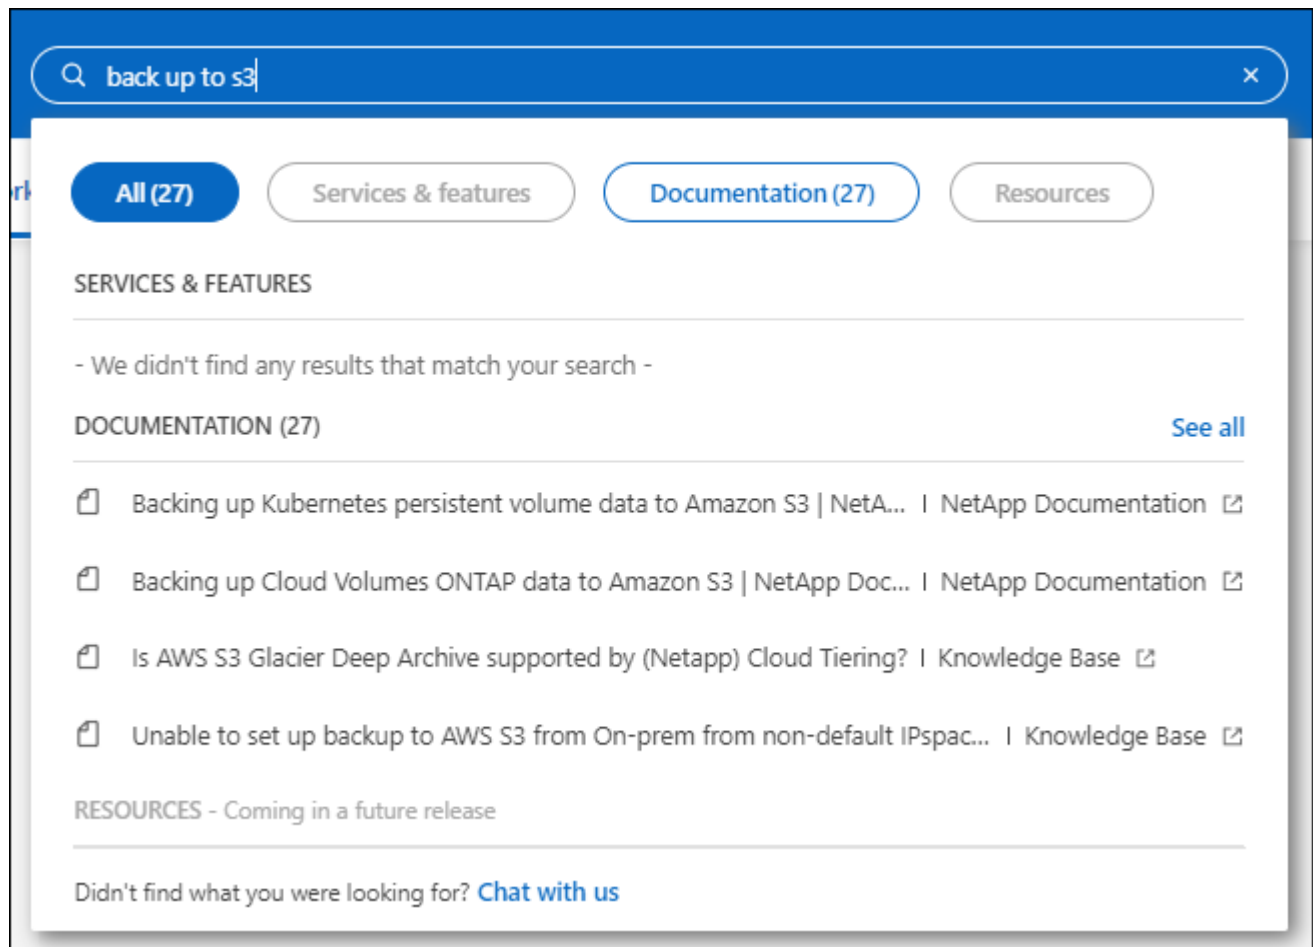 back up to s3
ork
All (27) Services & features Documentation (27) Resources
SERVICES & FEATURES
- We didn't find any results that match your search -
DOCUMENTATION (27) See all
Backing up Kubernetes persistent volume data to Amazon S3 | NetA... | NetApp Documentation
Backing up Cloud Volumes ONTAP data to Amazon S3 | NetApp Doc... | NetApp Documentation
Is AWS S3 Glacier Deep Archive supported by (Netapp) Cloud Tiering? | Knowledge Base
Unable to set up backup to AWS S3 from On-prem from non-default IPspac... | Knowledge Base
RESOURCES - Coming in a future release
Didn't find what you were looking for? Chat with us